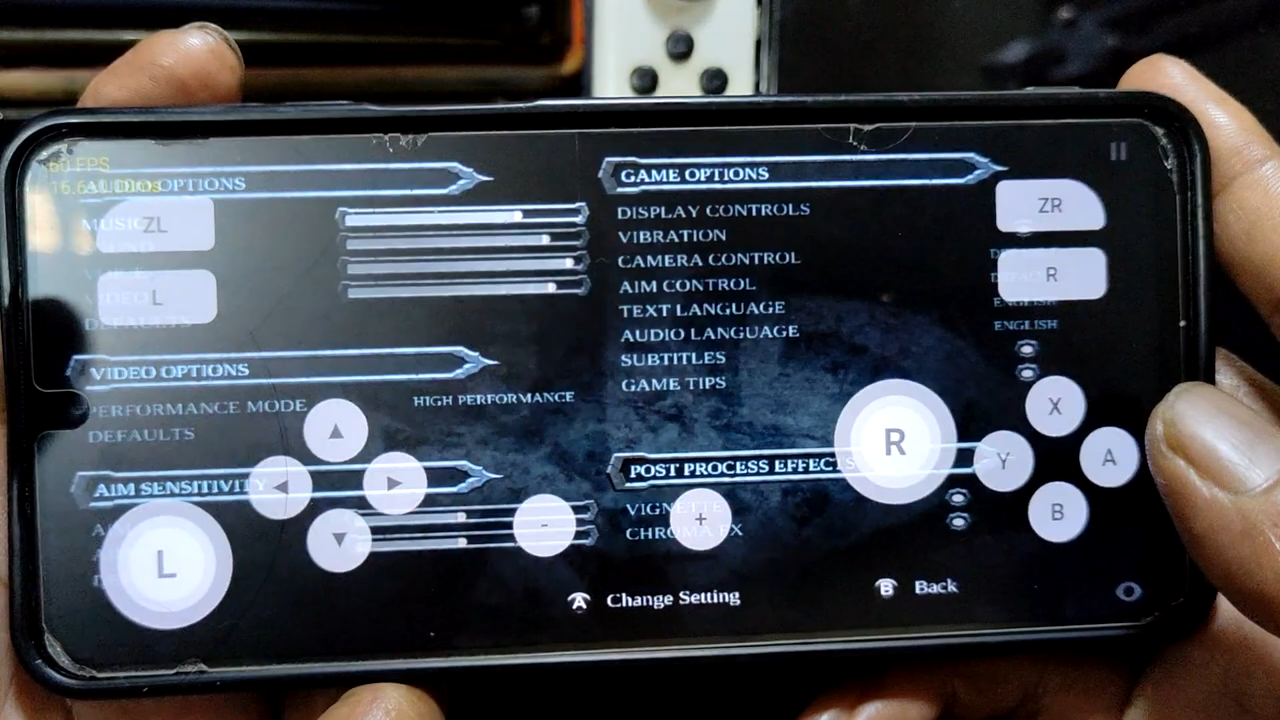 60 FPS
AUDIO OPTIONS
MUSIC
ZL
L
VIDEO
DEFAULTS
VIDEO OPTIONS
PERFORMANCE MODE
HIGH PERFORMANCE
DEFAULTS
AIM SENSITIVITY
L
-
GAME OPTIONS
DISPLAY CONTROLS
VIBRATION
CAMERA CONTROL
AIM CONTROL
TEXT LANGUAGE
ENGLISH
AUDIO LANGUAGE
ENGLISH
SUBTITLES
GAME TIPS
ZR
R
R
X
Y
A
B
POST PROCESS EFFECTS
VIGNETTE
+
CHROMA FX
A Change Setting
B Back